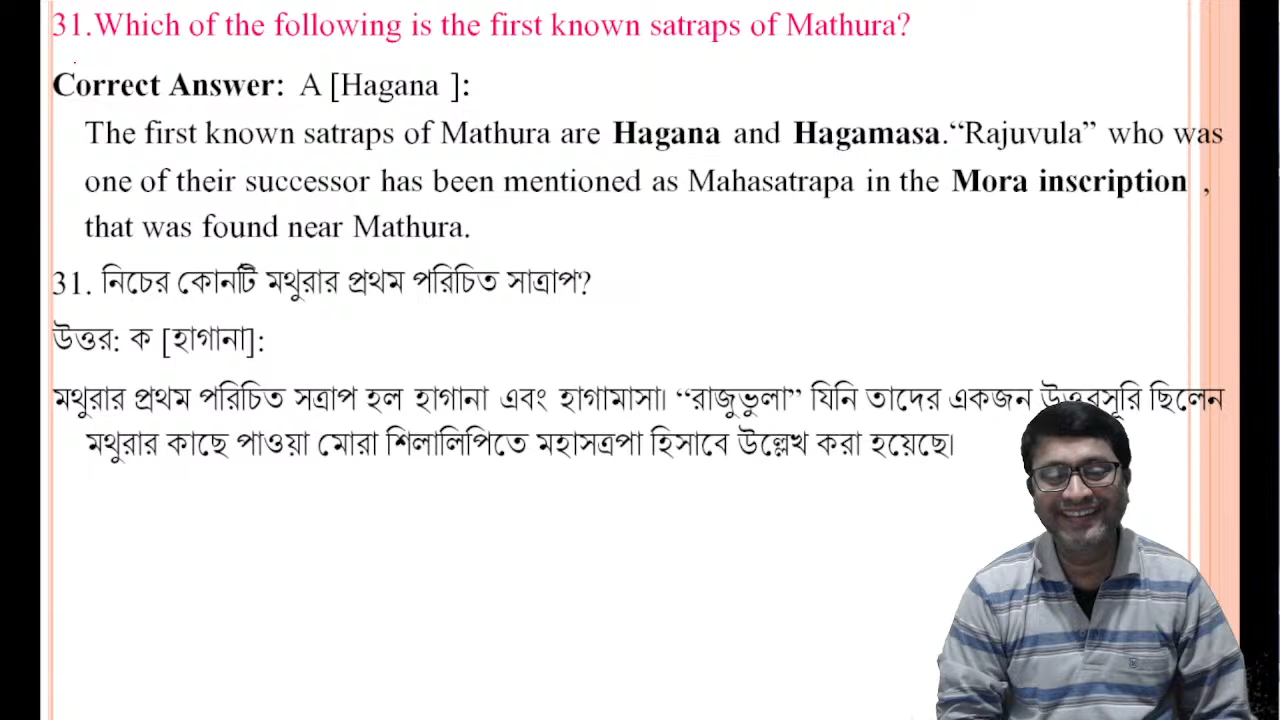 31.Which of the following is the first known satraps of Mathura?
Correct Answer: A [Hagana ]:
The first known satraps of Mathura are Hagana and Hagamasa.“Rajuvula” who was
one of their successor has been mentioned as Mahasatrapa in the Mora inscription ,
that was found near Mathura.
31. নিচের কোনটি মথুরার প্রথম পরিচিত সাত্রাপ?
উত্তর: ক [হাগানা]:
মথুরার প্রথম পরিচিত সত্রাপ হল হাগানা এবং হাগামাসা। “রাজুভুলা” যিনি তাদের একজন উত্তরসূরি ছিলেন
মথুরার কাছে পাওয়া মোরা শিলালিপিতে মহাসত্রপা হিসাবে উল্লেখ করা হয়েছে।